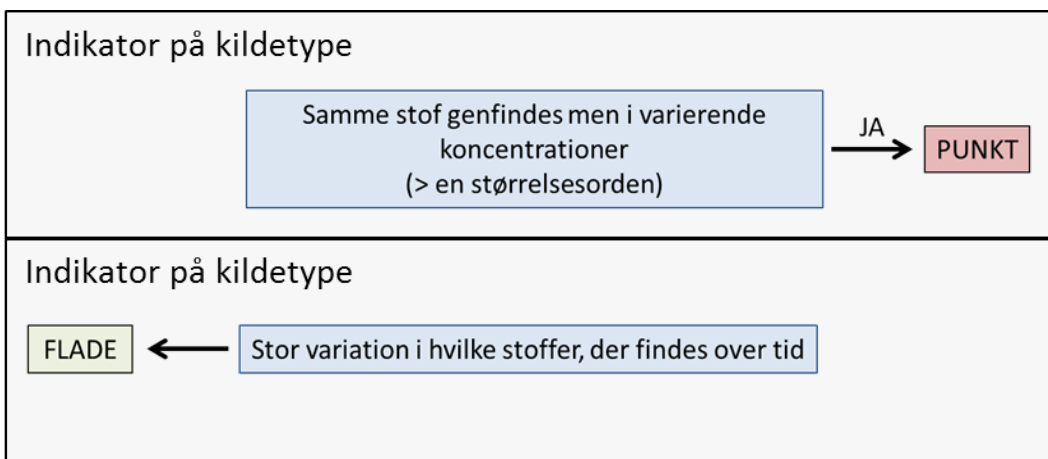 Indikator på kildetype
Samme stof genfindes men i varierende
koncentrationer
(> en størrelsesorden)
JA
PUNKT
Indikator på kildetype
FLADE
Stor variation i hvilke stoffer, der findes over tid